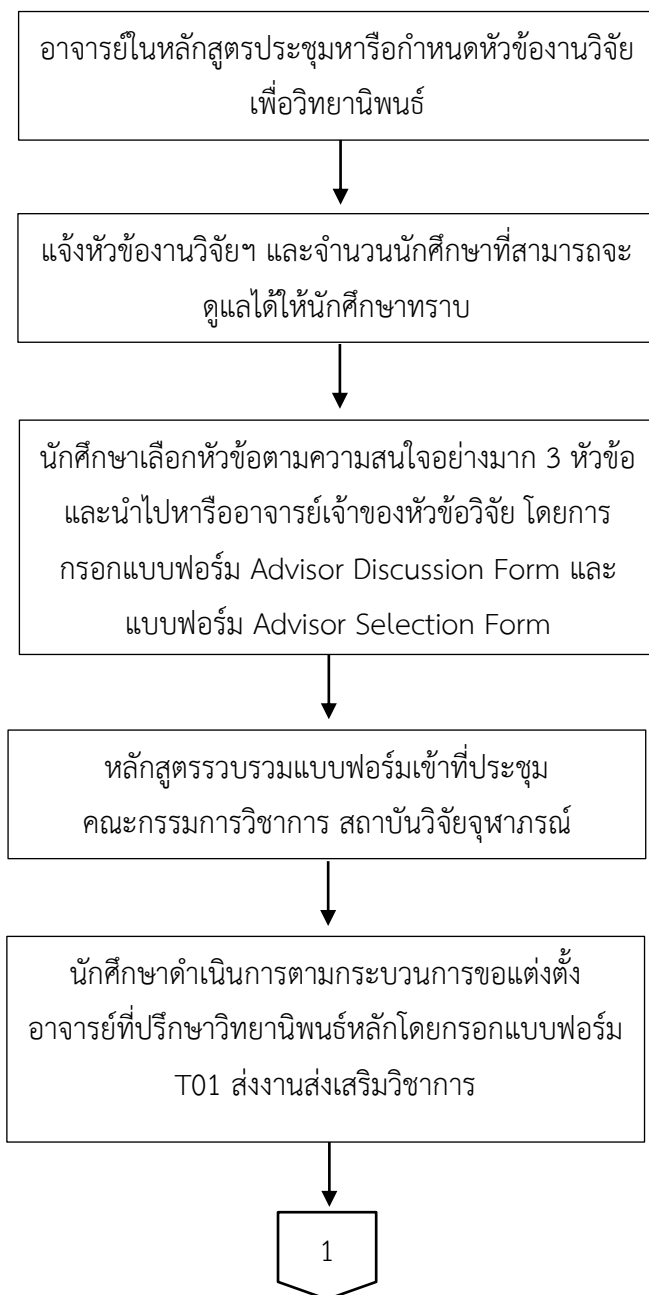 อาจารย์ในหลักสูตรประชุมหารือกำหนดหัวข้องานวิจัย
เพื่อวิทยานิพนธ์
แจ้งหัวข้องานวิจัยฯ และจำนวนนักศึกษาที่สามารถจะ
ดูแลได้ให้นักศึกษาทราบ
นักศึกษาเลือกหัวข้อตามความสนใจอย่างมาก 3 หัวข้อ
และนำไปหารืออาจารย์เจ้าของหัวข้อวิจัย โดยการ
กรอกแบบฟอร์ม Advisor Discussion Form และ
แบบฟอร์ม Advisor Selection Form
หลักสูตรรวบรวมแบบฟอร์มเข้าที่ประชุม
คณะกรรมการวิชาการ สถาบันวิจัยจุฬาภรณ์
นักศึกษาดำเนินการตามกระบวนการขอแต่งตั้ง
อาจารย์ที่ปรึกษาวิทยานิพนธ์หลักโดยกรอกแบบฟอร์ม
T01 ส่งงานส่งเสริมวิชาการ
1